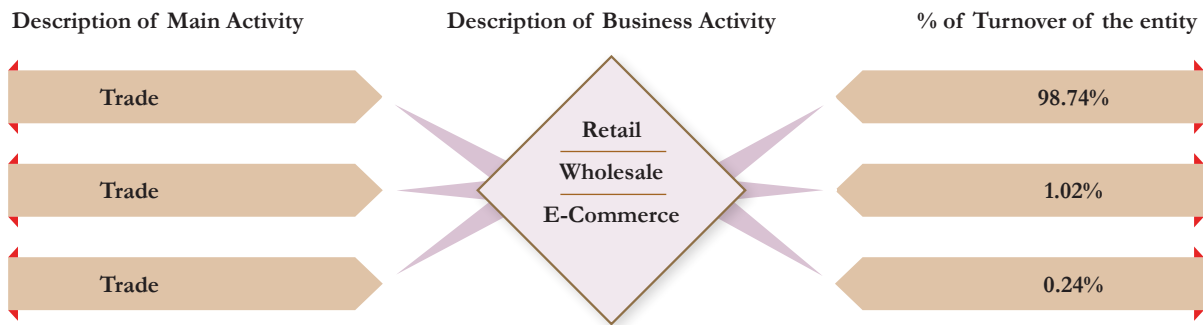 Description of Main Activity
Description of Business Activity
% of Turnover of the entity
Trade
Retail
98.74%
Trade
Wholesale
1.02%
Trade
E-Commerce
0.24%